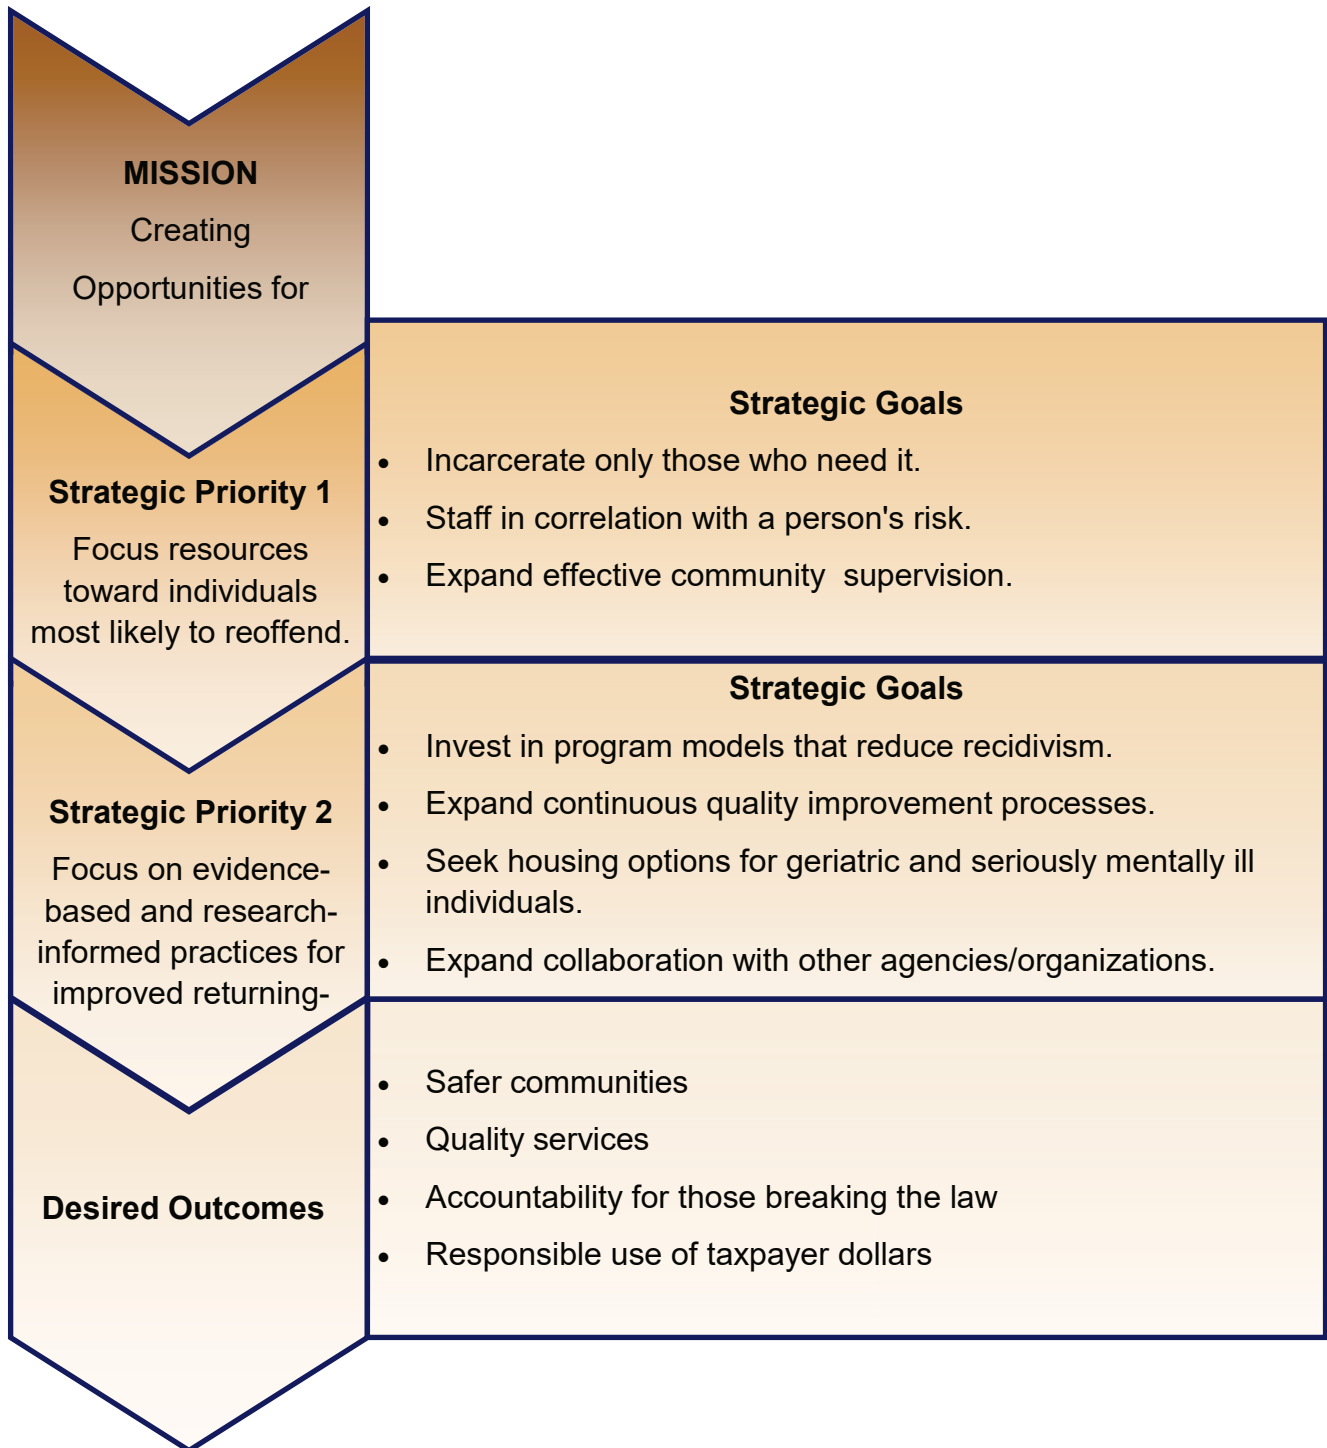 MISSION
Creating
Opportunities for
Strategic Priority 1
Focus resources
toward individuals
most likely to reoffend.
Strategic Goals
• Incarcerate only those who need it.
• Staff in correlation with a person's risk.
• Expand effective community  supervision.
Strategic Priority 2
Focus on evidence-
based and research-
informed practices for
improved returning-
Strategic Goals
• Invest in program models that reduce recidivism.
• Expand continuous quality improvement processes.
• Seek housing options for geriatric and seriously mentally ill
individuals.
• Expand collaboration with other agencies/organizations.
Desired Outcomes
• Safer communities
• Quality services
• Accountability for those breaking the law
• Responsible use of taxpayer dollars